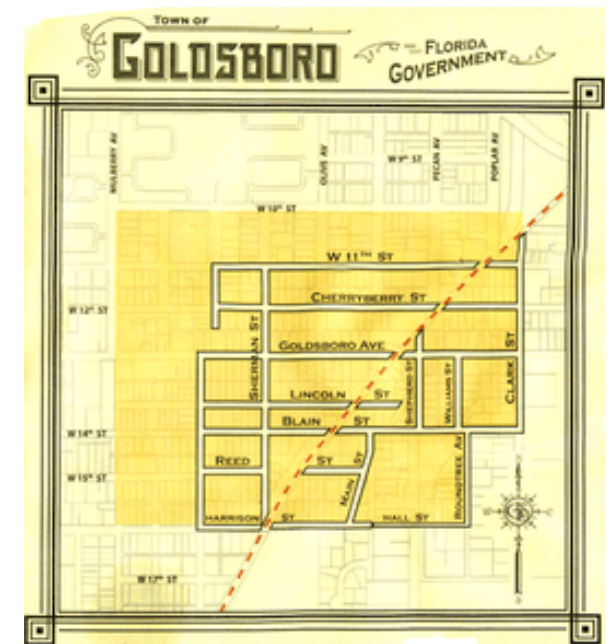 TOWN OF
GOLDSBORO
FLORIDA
GOVERNMENT
MULBERRY AV
OLIVE AV
W 9TH ST
PECAN AV
POPLAR AV
W 10TH ST
W 11TH ST
CHERRYBERRY ST
W 12TH ST
SHERMAN ST
GOLDSBORO AVE
SHEPHERD ST
WILLIAMS ST
CLARK ST
LINCOLN ST
BLAIN ST
W 14TH ST
REED ST
MAIN ST
ROUNDTREE AV
W 15TH ST
HARRISON ST
HALL ST
W 17TH ST